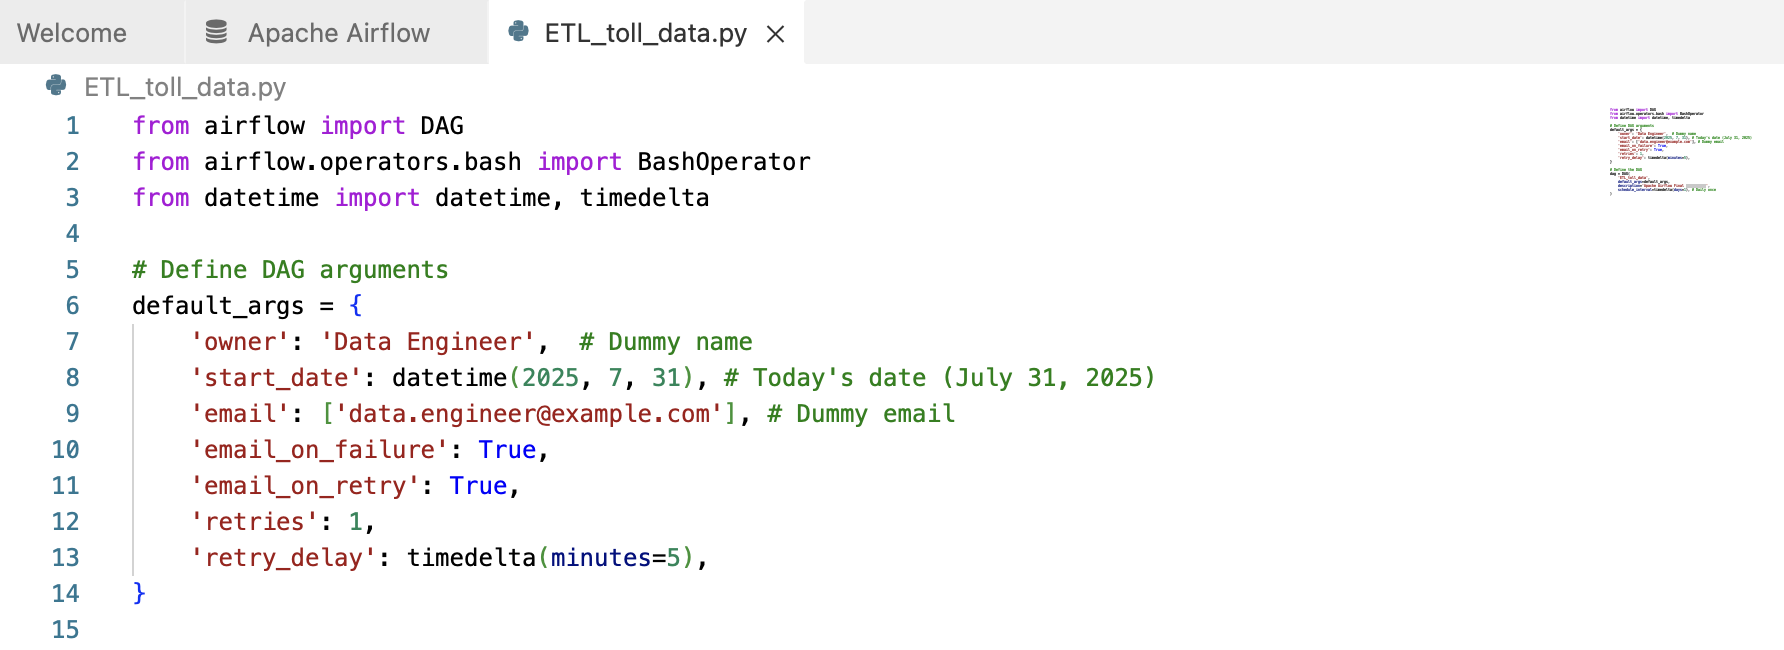 Welcome
Apache Airflow
ETL_toll_data.py
ETL_toll_data.py
1 from airflow import DAG
2 from airflow.operators.bash import BashOperator
3 from datetime import datetime, timedelta
4
5 # Define DAG arguments
6 default_args = {
7     'owner': 'Data Engineer',  # Dummy name
8     'start_date': datetime(2025, 7, 31), # Today's date (July 31, 2025)
9     'email': ['data.engineer@example.com'], # Dummy email
10     'email_on_failure': True,
11     'email_on_retry': True,
12     'retries': 1,
13     'retry_delay': timedelta(minutes=5),
14 }
15